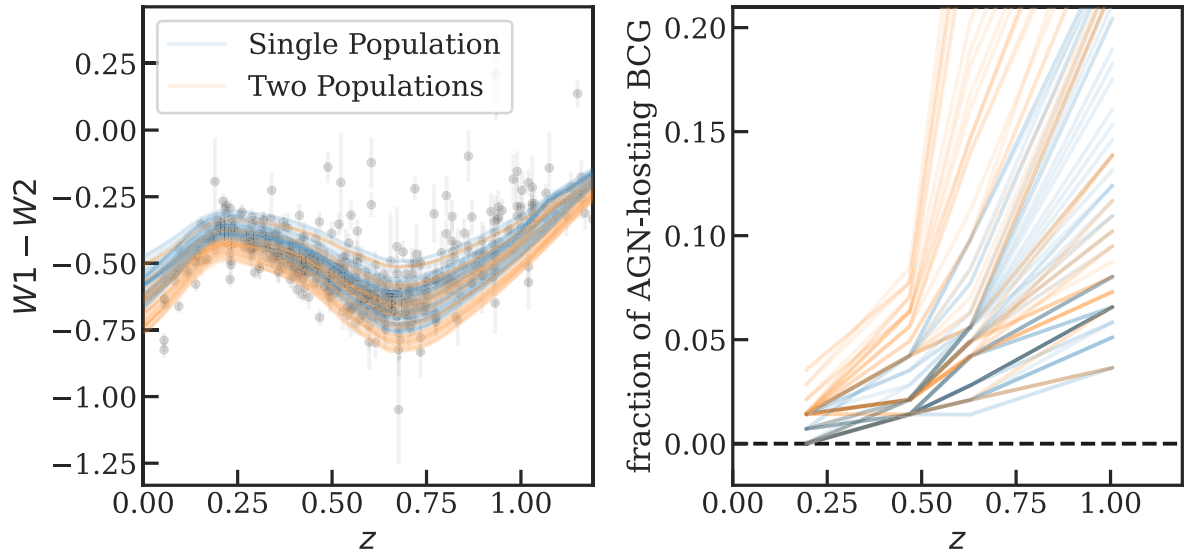 Single Population
Two Populations
0.25
0.00
−0.25
−0.50
−0.75
−1.00
−1.25
W1 − W2
0.00 0.25 0.50 0.75 1.00
z
fraction of AGN-hosting BCG
0.20
0.15
0.10
0.05
0.00
0.00 0.25 0.50 0.75 1.00
z